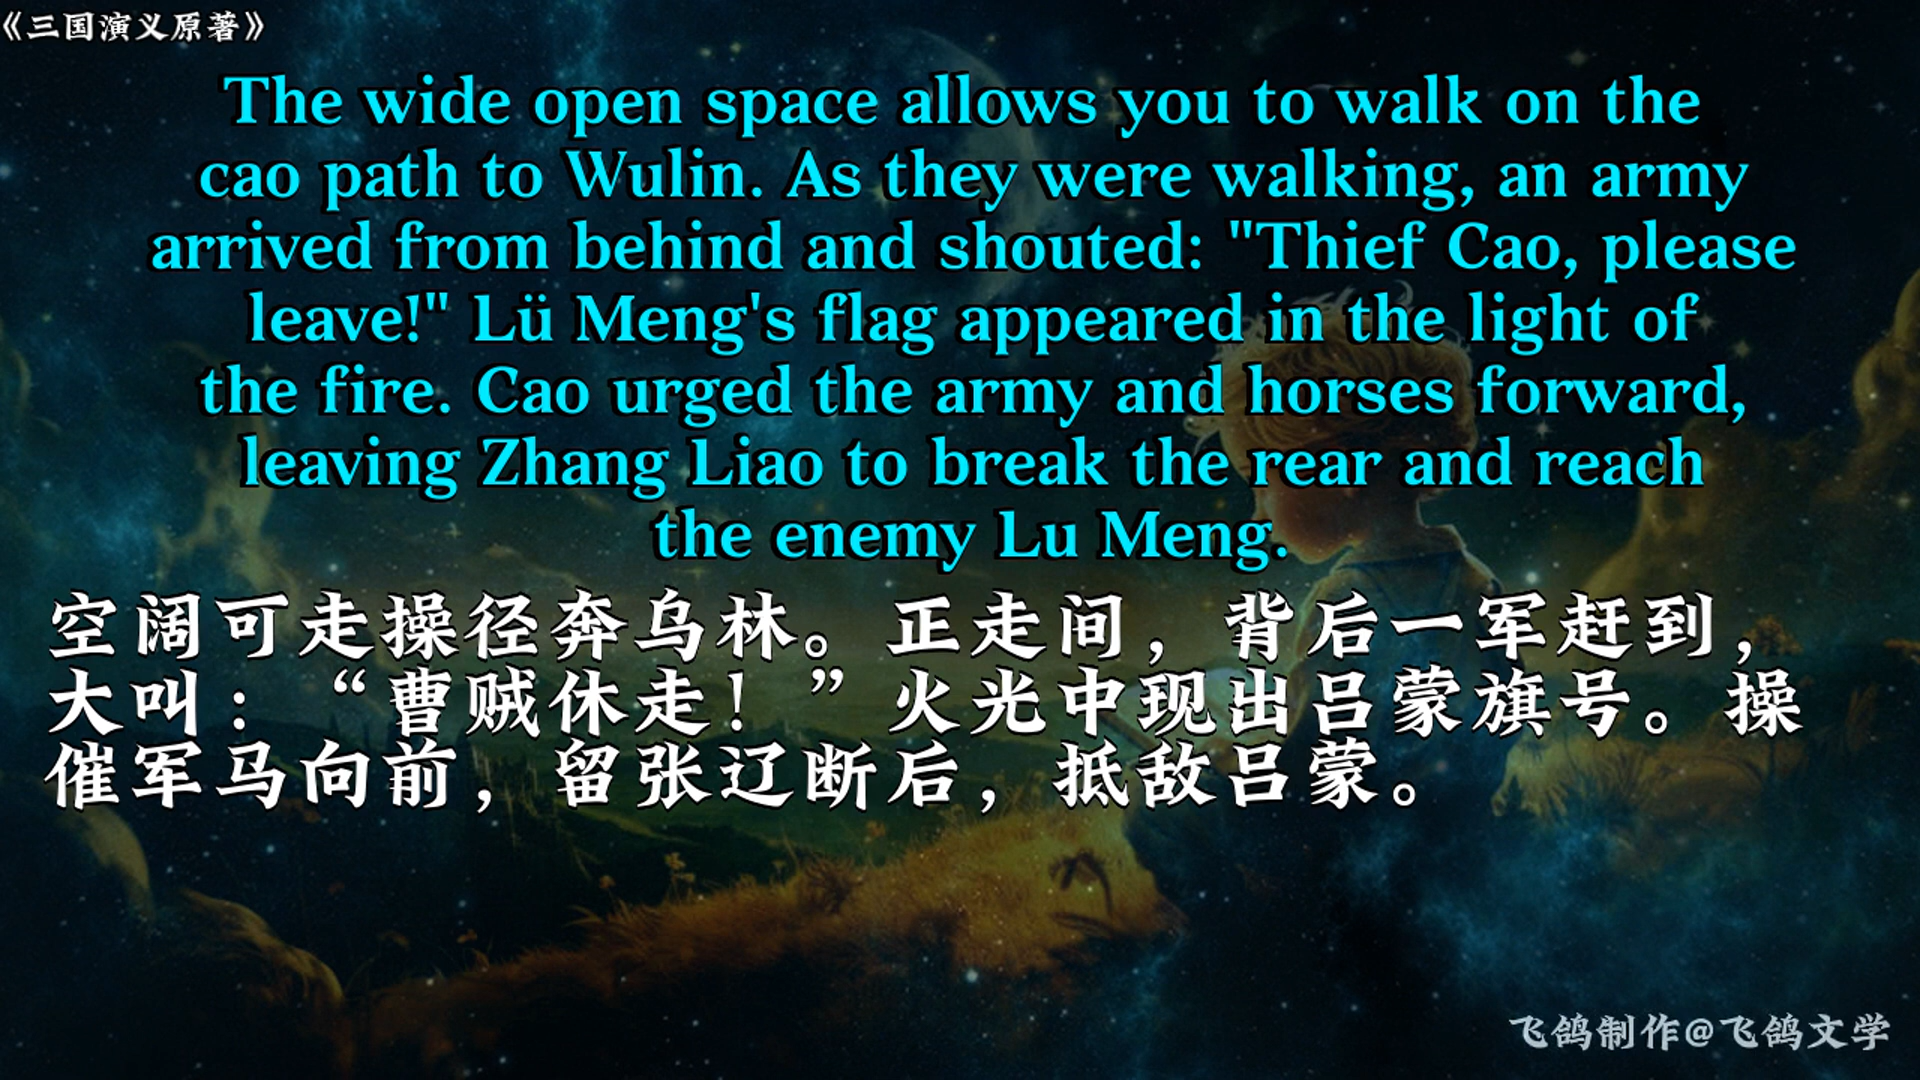 《三国演义原著》
The wide open space allows you to walk on the
cao path to Wulin. As they were walking, an army
arrived from behind and shouted: "Thief Cao, please
leave!" Lü Meng's flag appeared in the light of
the fire. Cao urged the army and horses forward,
leaving Zhang Liao to break the rear and reach
the enemy Lu Meng.
空阔可走操径奔乌林。正走间，背后一军赶到，
大叫：“曹贼休走！”火光中现出吕蒙旗号。操
催军马向前，留张辽断后，抵敌吕蒙。
飞鸽制作@飞鸽文学